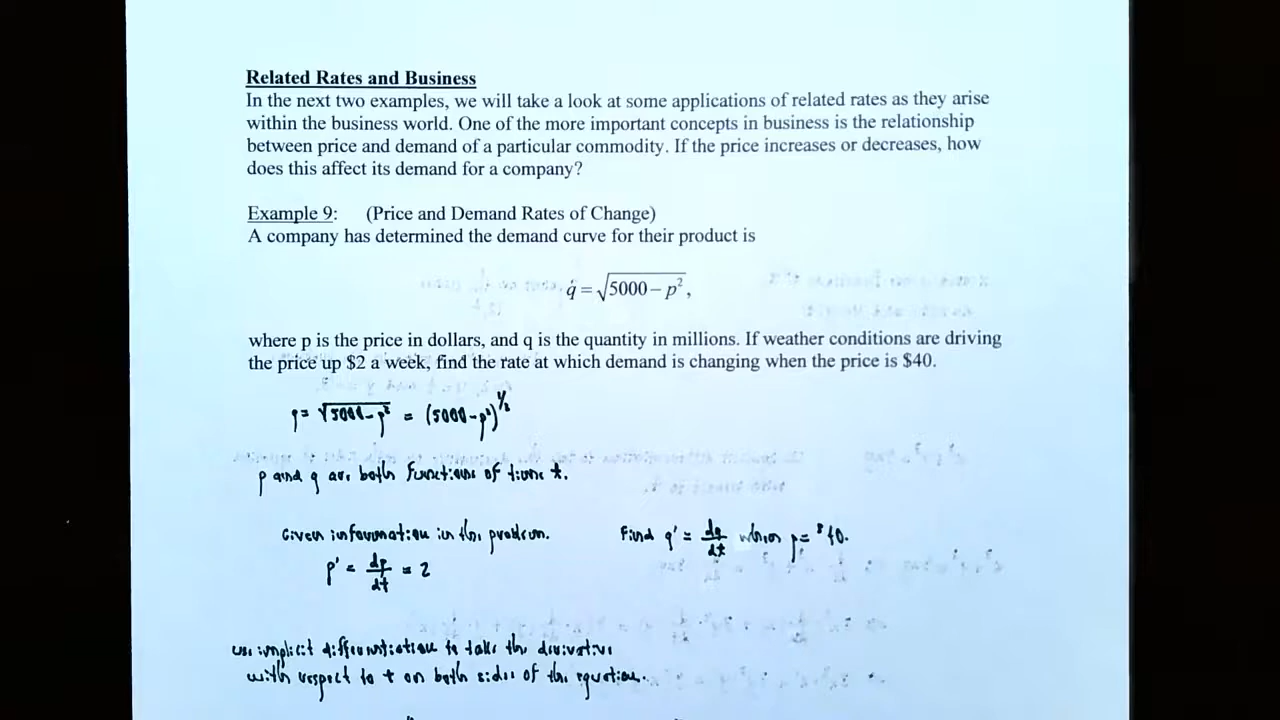 Related Rates and Business
In the next two examples, we will take a look at some applications of related rates as they arise
within the business world. One of the more important concepts in business is the relationship
between price and demand of a particular commodity. If the price increases or decreases, how
does this affect its demand for a company?
Example 9: (Price and Demand Rates of Change)
A company has determined the demand curve for their product is
q = √5000 − p²,
where p is the price in dollars, and q is the quantity in millions. If weather conditions are driving
the price up $2 a week, find the rate at which demand is changing when the price is $40.
q = √5000 − p² = (5000 − p²)^1/2
p and q are both functions of time t.
Given information in the problem. Find q' = dq/dt when p = $40.
p' = dp/dt = 2
use implicit differentiation to take the derivative
with respect to t on both sides of the equation.